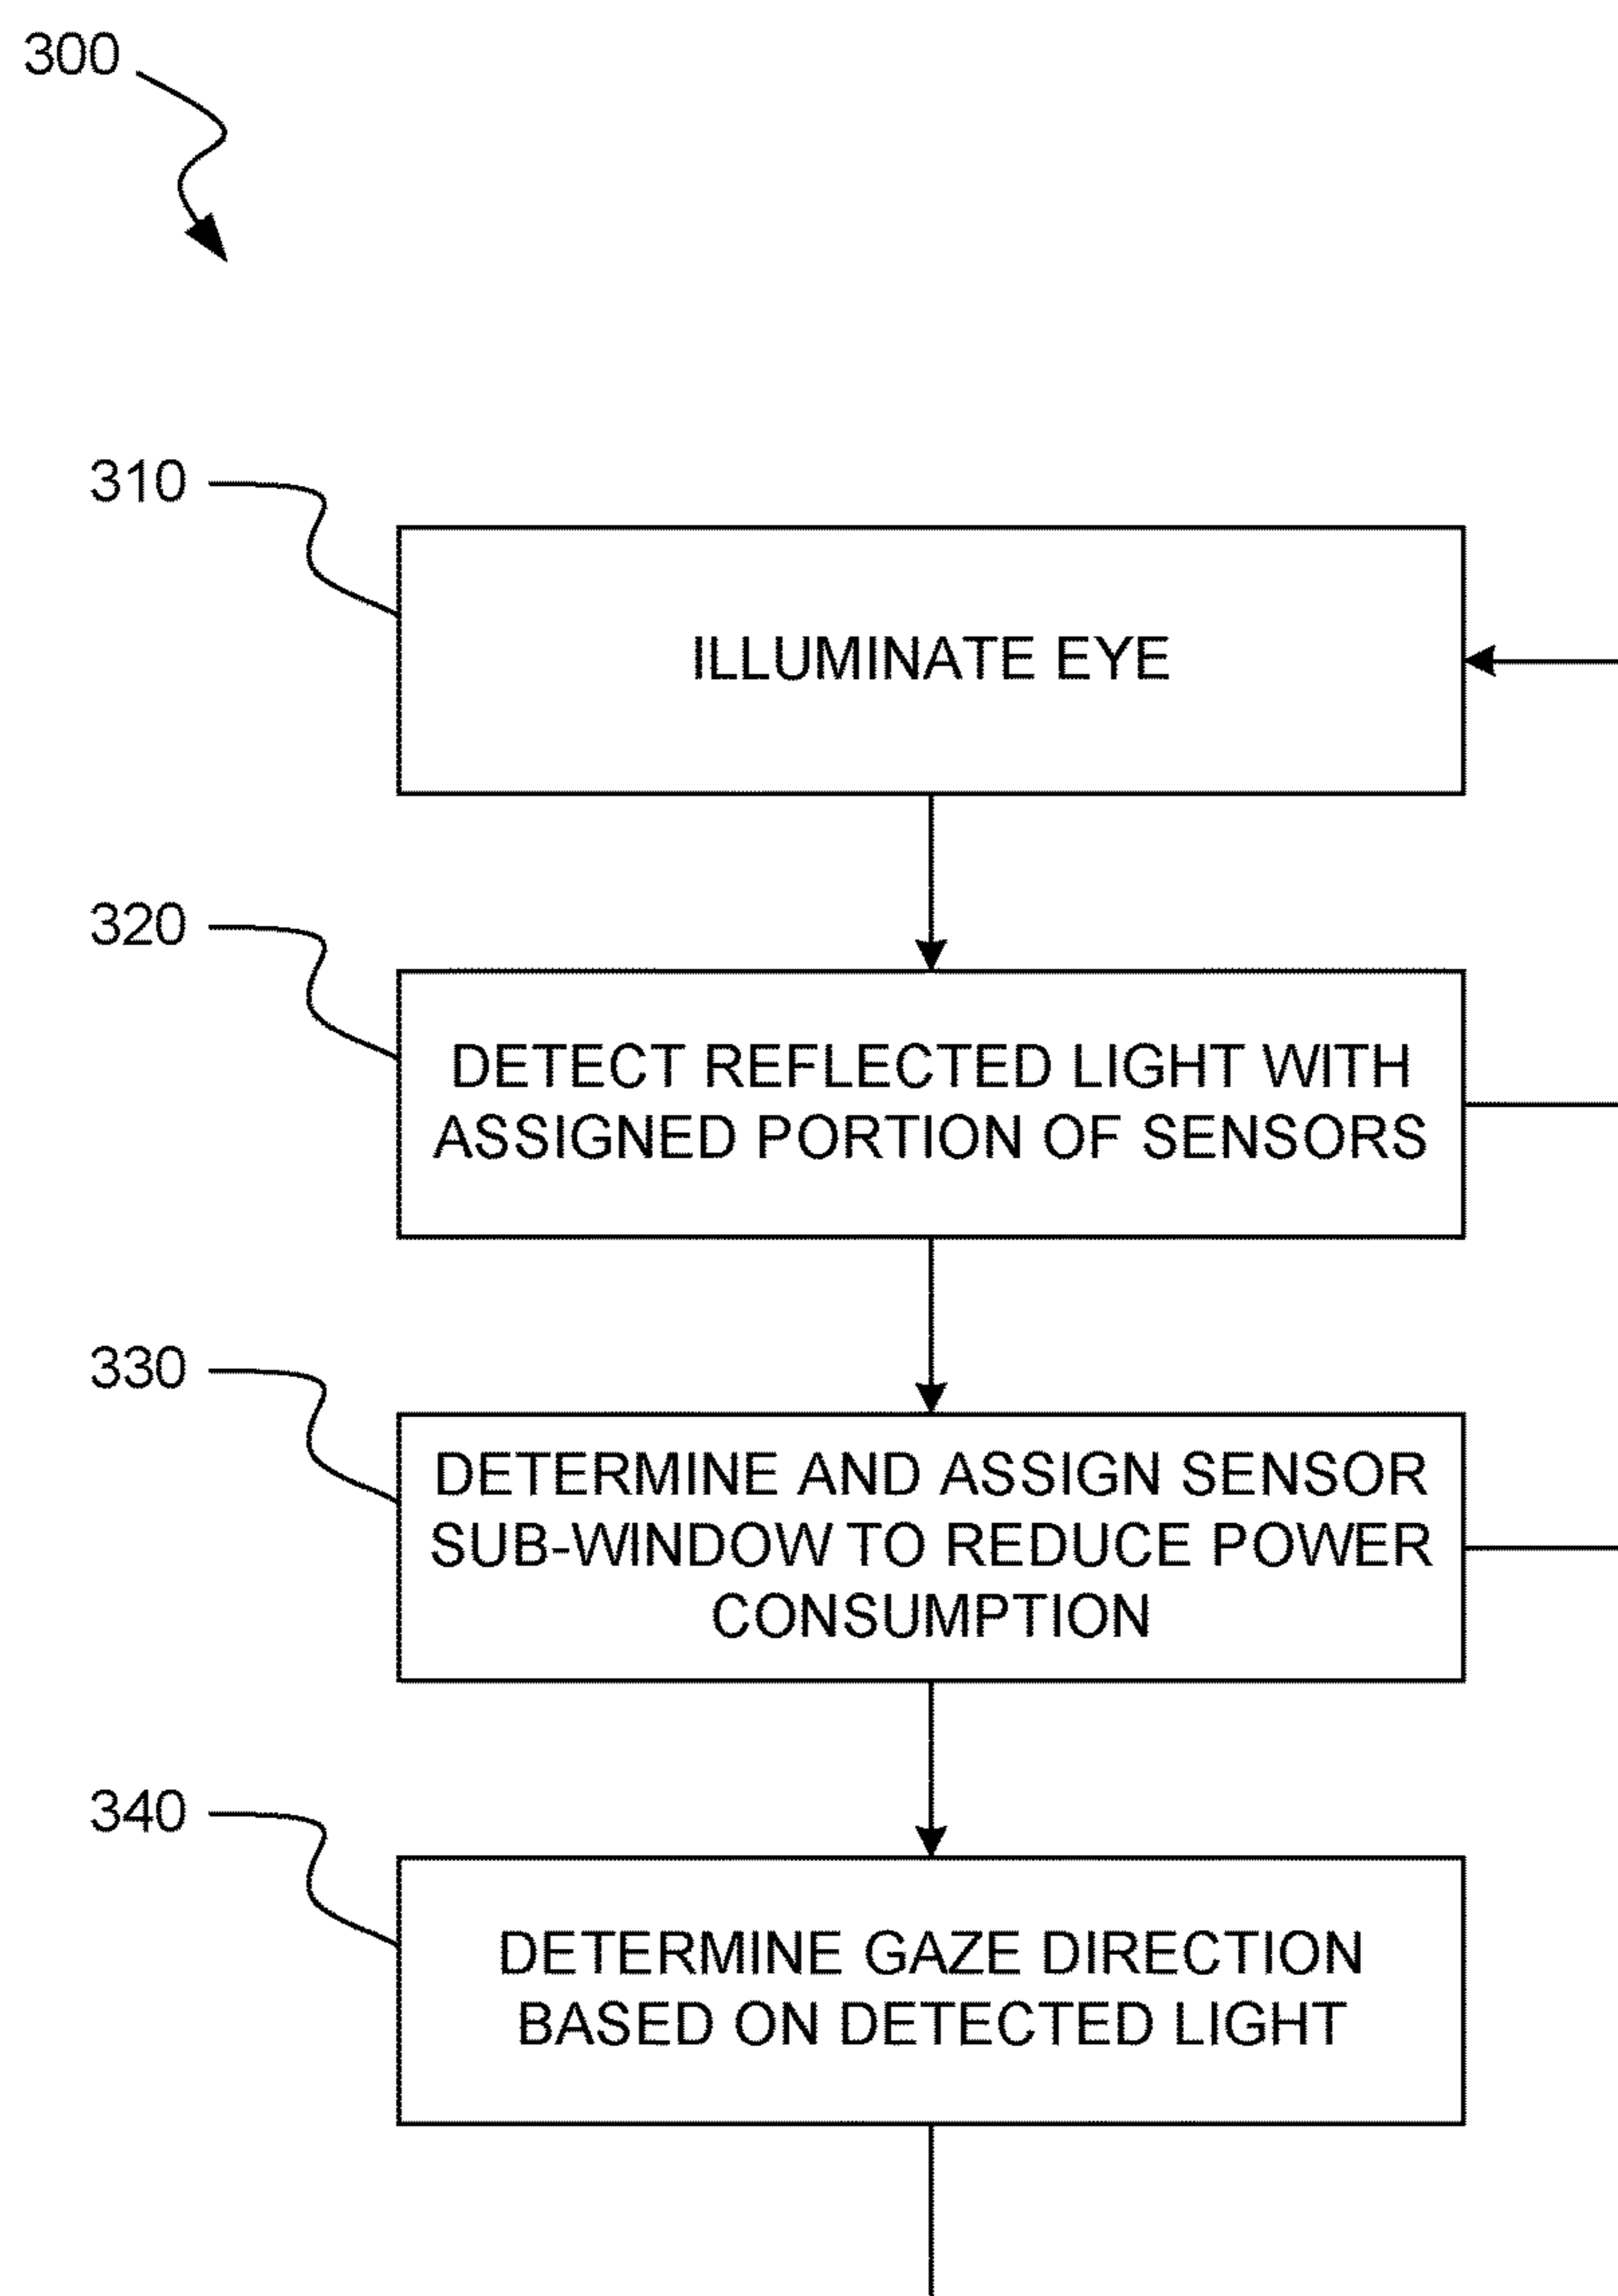 300
310
ILLUMINATE EYE
320
DETECT REFLECTED LIGHT WITH
ASSIGNED PORTION OF SENSORS
330
DETERMINE AND ASSIGN SENSOR
SUB-WINDOW TO REDUCE POWER
CONSUMPTION
340
DETERMINE GAZE DIRECTION
BASED ON DETECTED LIGHT